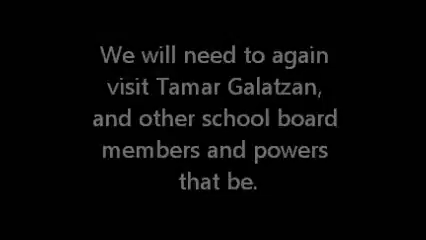 We will need to again
visit Tamar Galatzan,
and other school board
members and powers
that be.